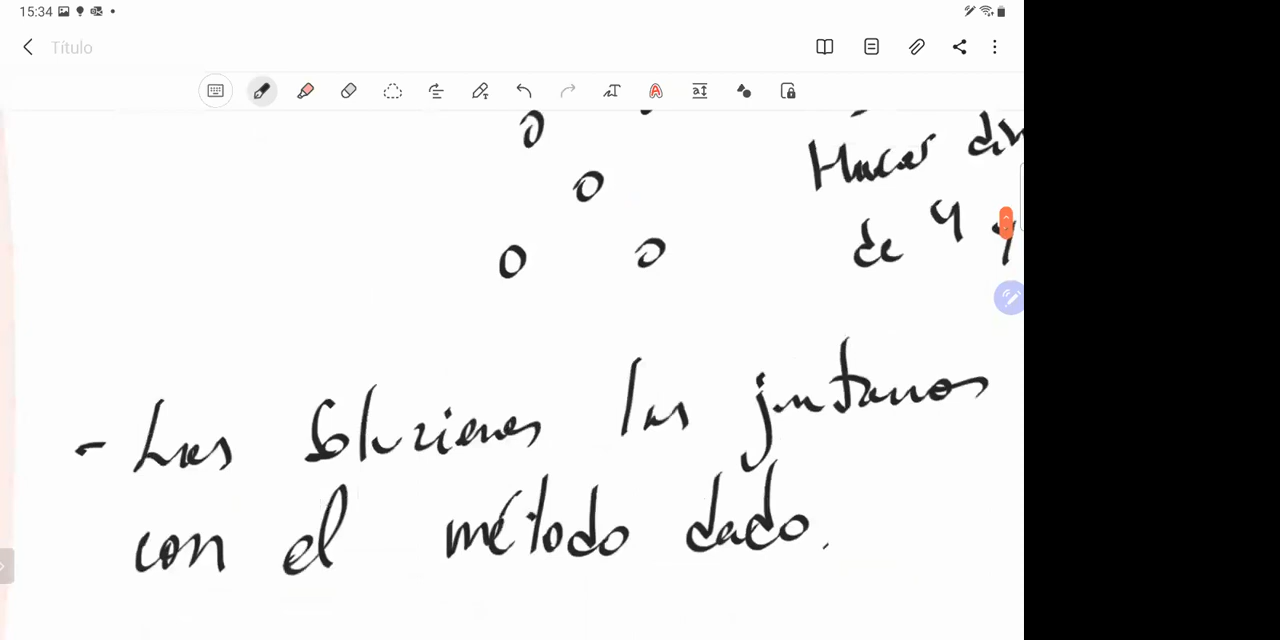 15:34
Título
Hacer
de 4 y
- Las soluciones las juntamos
con el método dado.